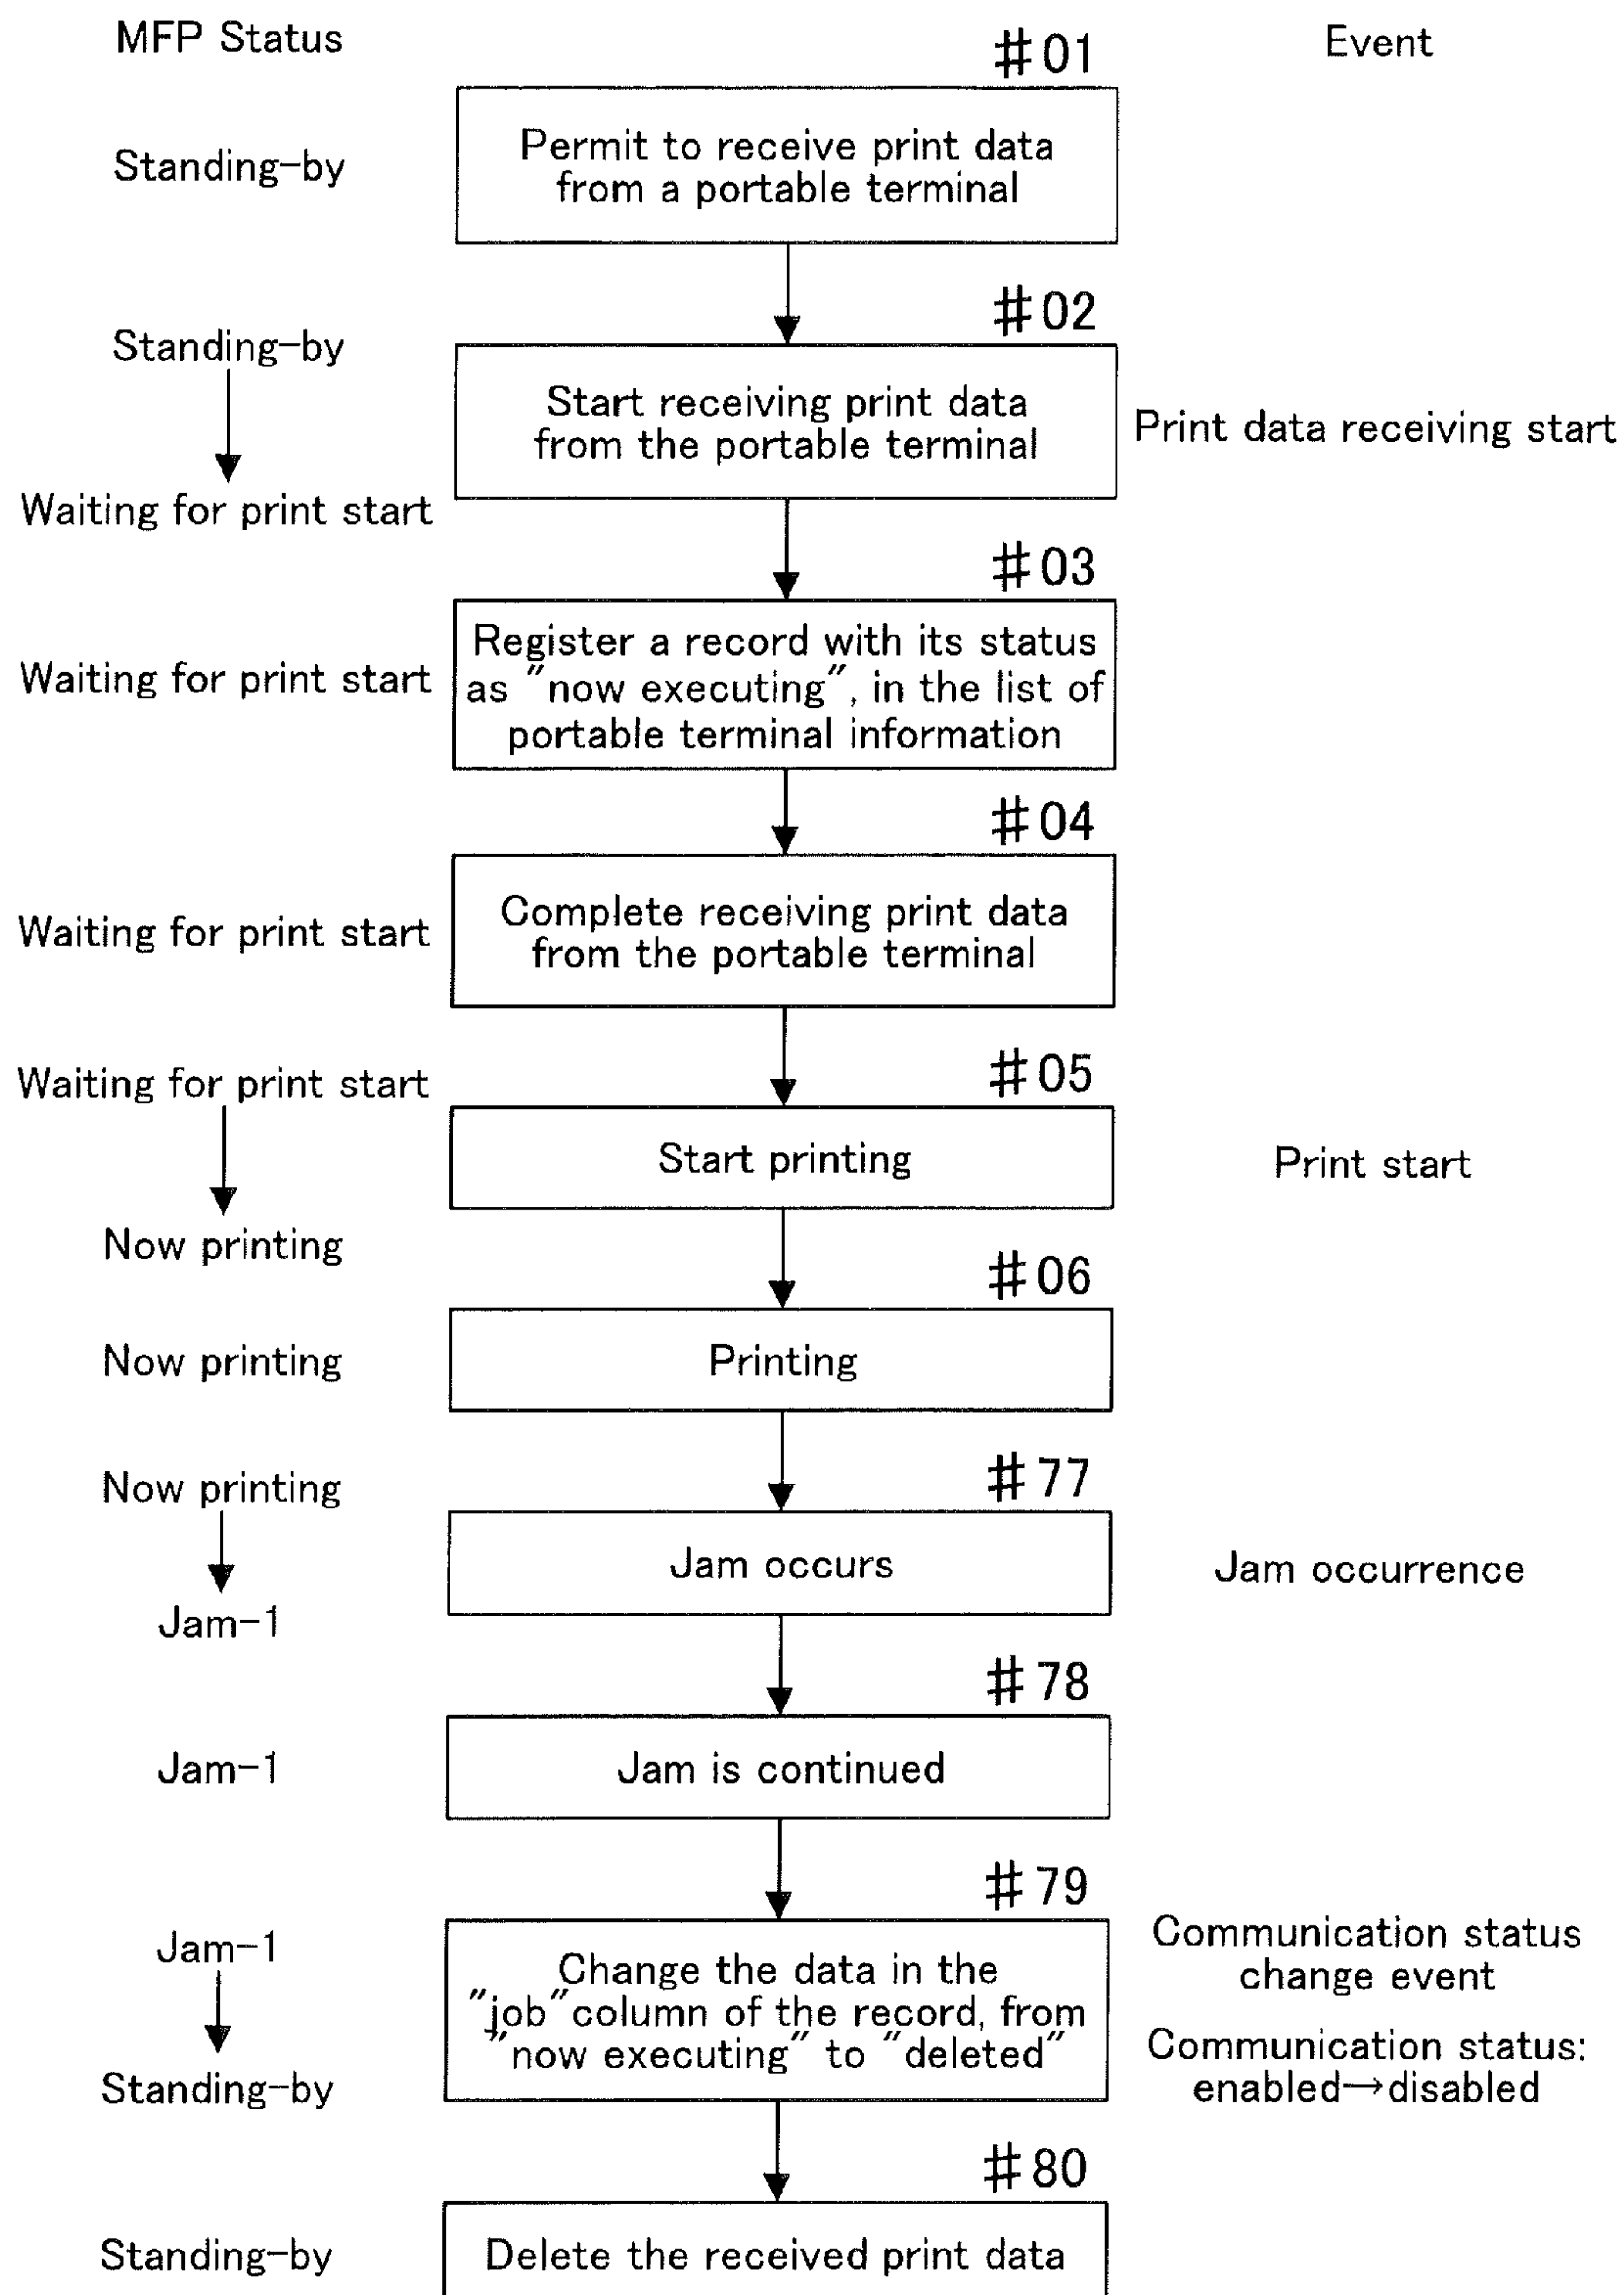 MFP Status
#01
Event
Standing-by
Permit to receive print data
from a portable terminal
#02
Standing-by
Start receiving print data
from the portable terminal
Print data receiving start
Waiting for print start
#03
Waiting for print start
Register a record with its status
as "now executing", in the list of
portable terminal information
#04
Waiting for print start
Complete receiving print data
from the portable terminal
#05
Waiting for print start
Start printing
Print start
Now printing
#06
Now printing
Printing
#77
Now printing
Jam occurs
Jam occurrence
Jam-1
#78
Jam-1
Jam is continued
#79
Jam-1
Change the data in the
"job"column of the record, from
"now executing" to "deleted"
Communication status
change event
Communication status:
enabled→disabled
Standing-by
#80
Standing-by
Delete the received print data